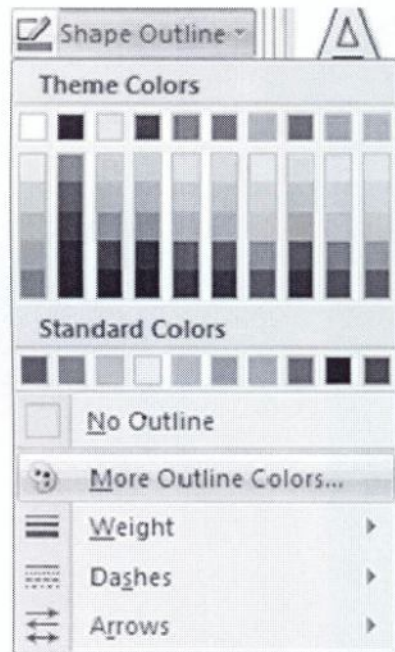 Shape Outline
Theme Colors
Standard Colors
No Outline
More Outline Colors...
Weight
Dashes
Arrows